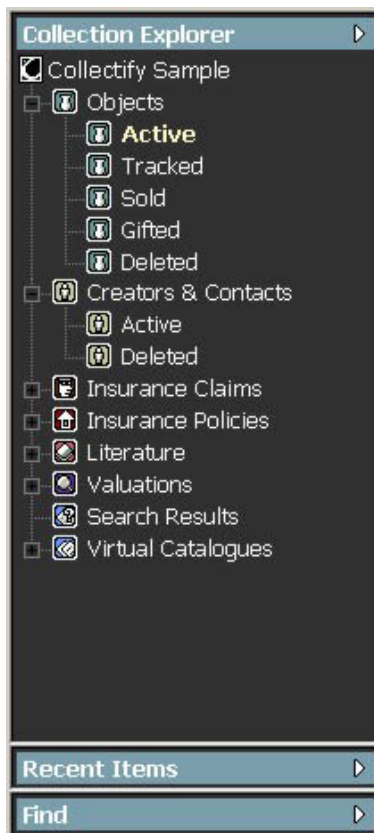 Collection Explorer
Collectify Sample
Objects
Active
Tracked
Sold
Gifted
Deleted
Creators & Contacts
Active
Deleted
Insurance Claims
Insurance Policies
Literature
Valuations
Search Results
Virtual Catalogues
Recent Items
Find